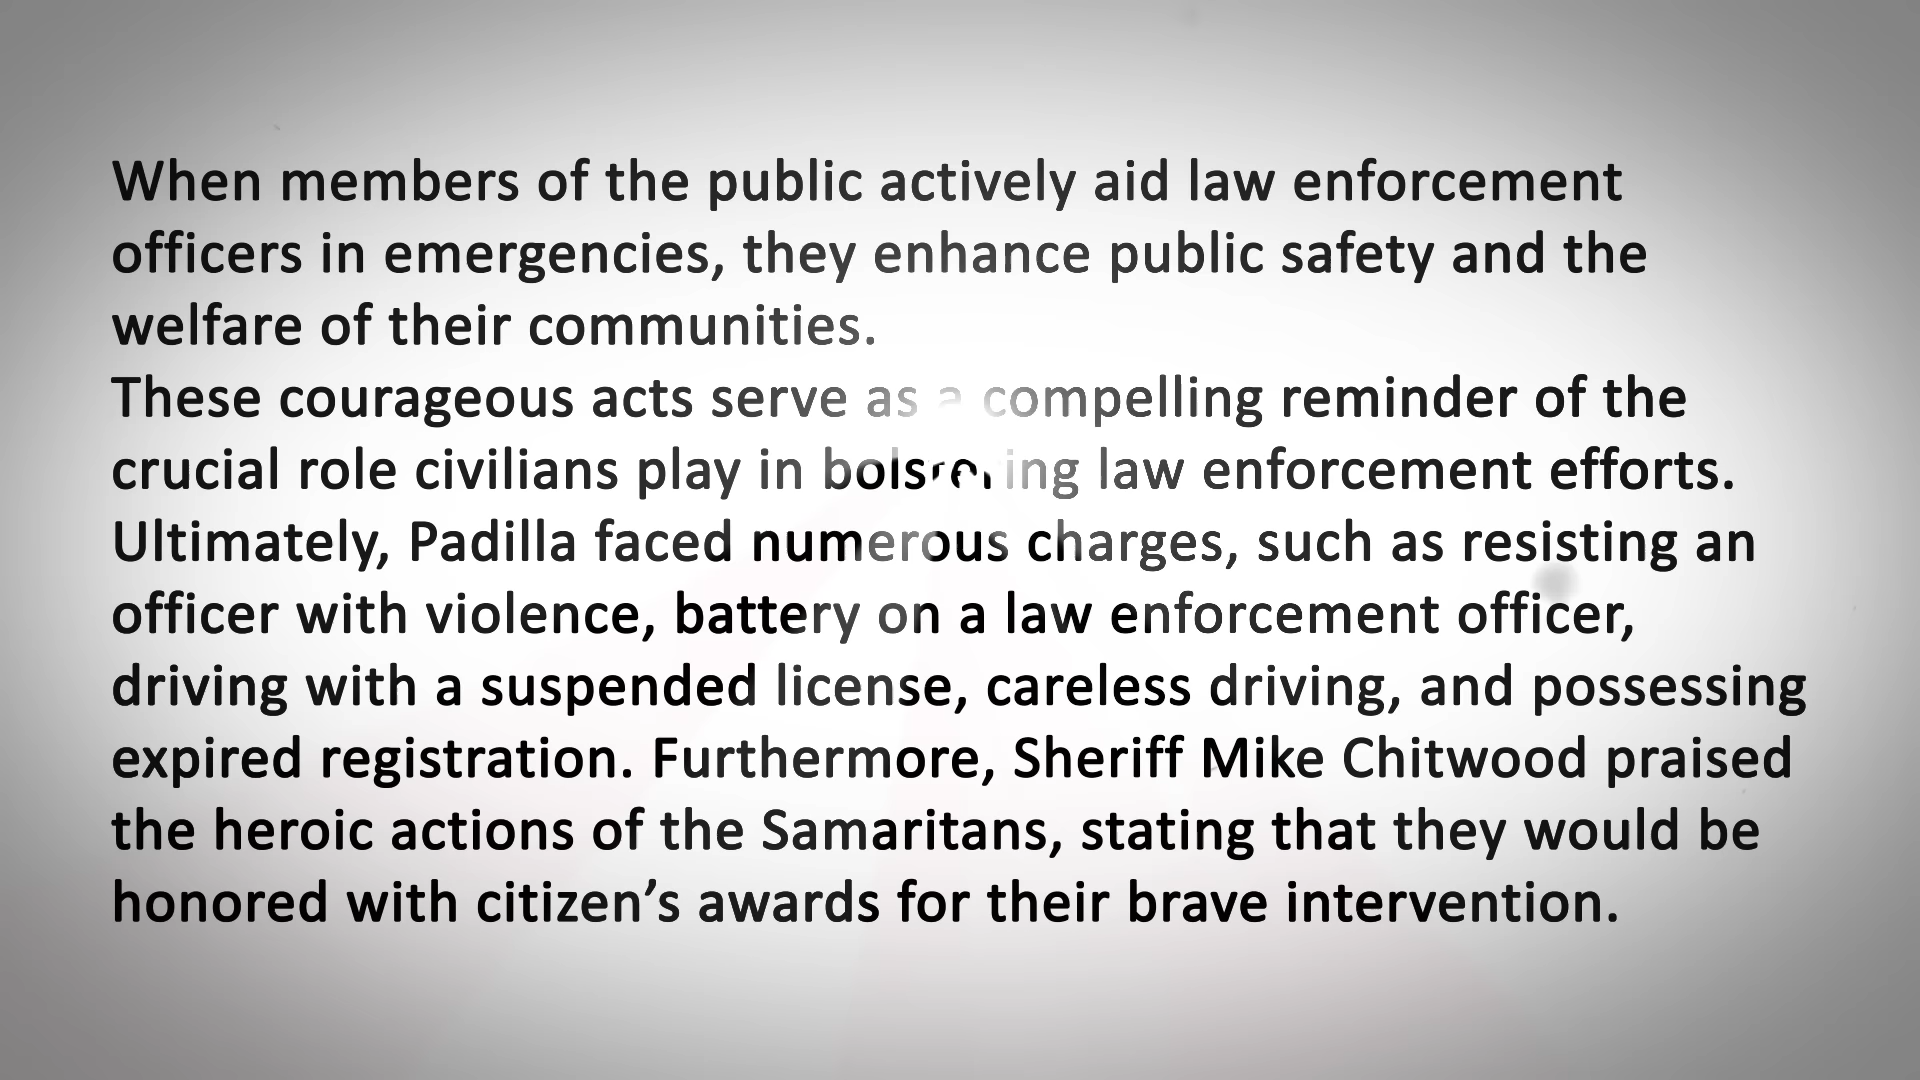 When members of the public actively aid law enforcement
officers in emergencies, they enhance public safety and the
welfare of their communities.
These courageous acts serve as a compelling reminder of the
crucial role civilians play in bolstering law enforcement efforts.
Ultimately, Padilla faced numerous charges, such as resisting an
officer with violence, battery on a law enforcement officer,
driving with a suspended license, careless driving, and possessing
expired registration. Furthermore, Sheriff Mike Chitwood praised
the heroic actions of the Samaritans, stating that they would be
honored with citizen’s awards for their brave intervention.